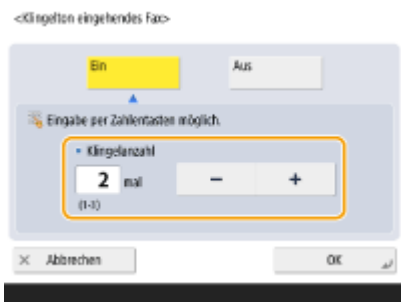 <Klingelton eingehendes Fax>
Ein
Aus
Eingabe per Zahlentasten möglich.
Klingelanzahl
2 mal
− +
Abbrechen
OK